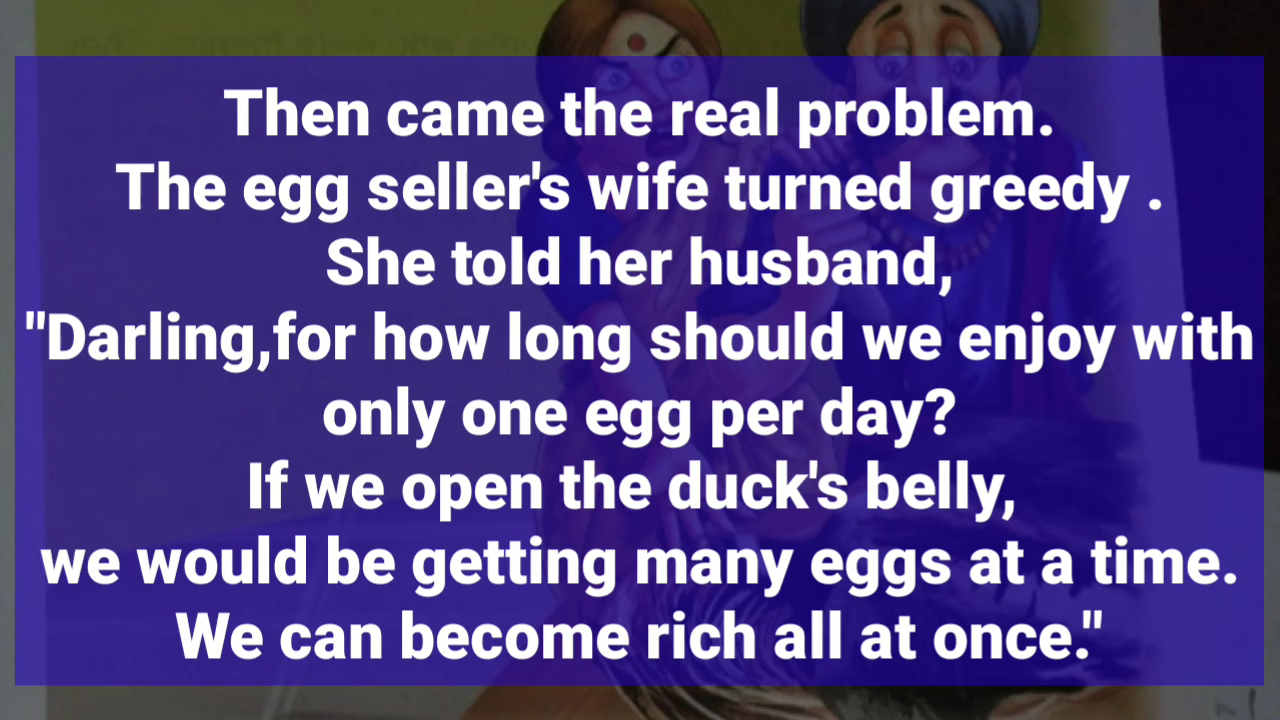 Then came the real problem.
The egg seller's wife turned greedy .
She told her husband,
"Darling,for how long should we enjoy with
only one egg per day?
If we open the duck's belly,
we would be getting many eggs at a time.
We can become rich all at once."